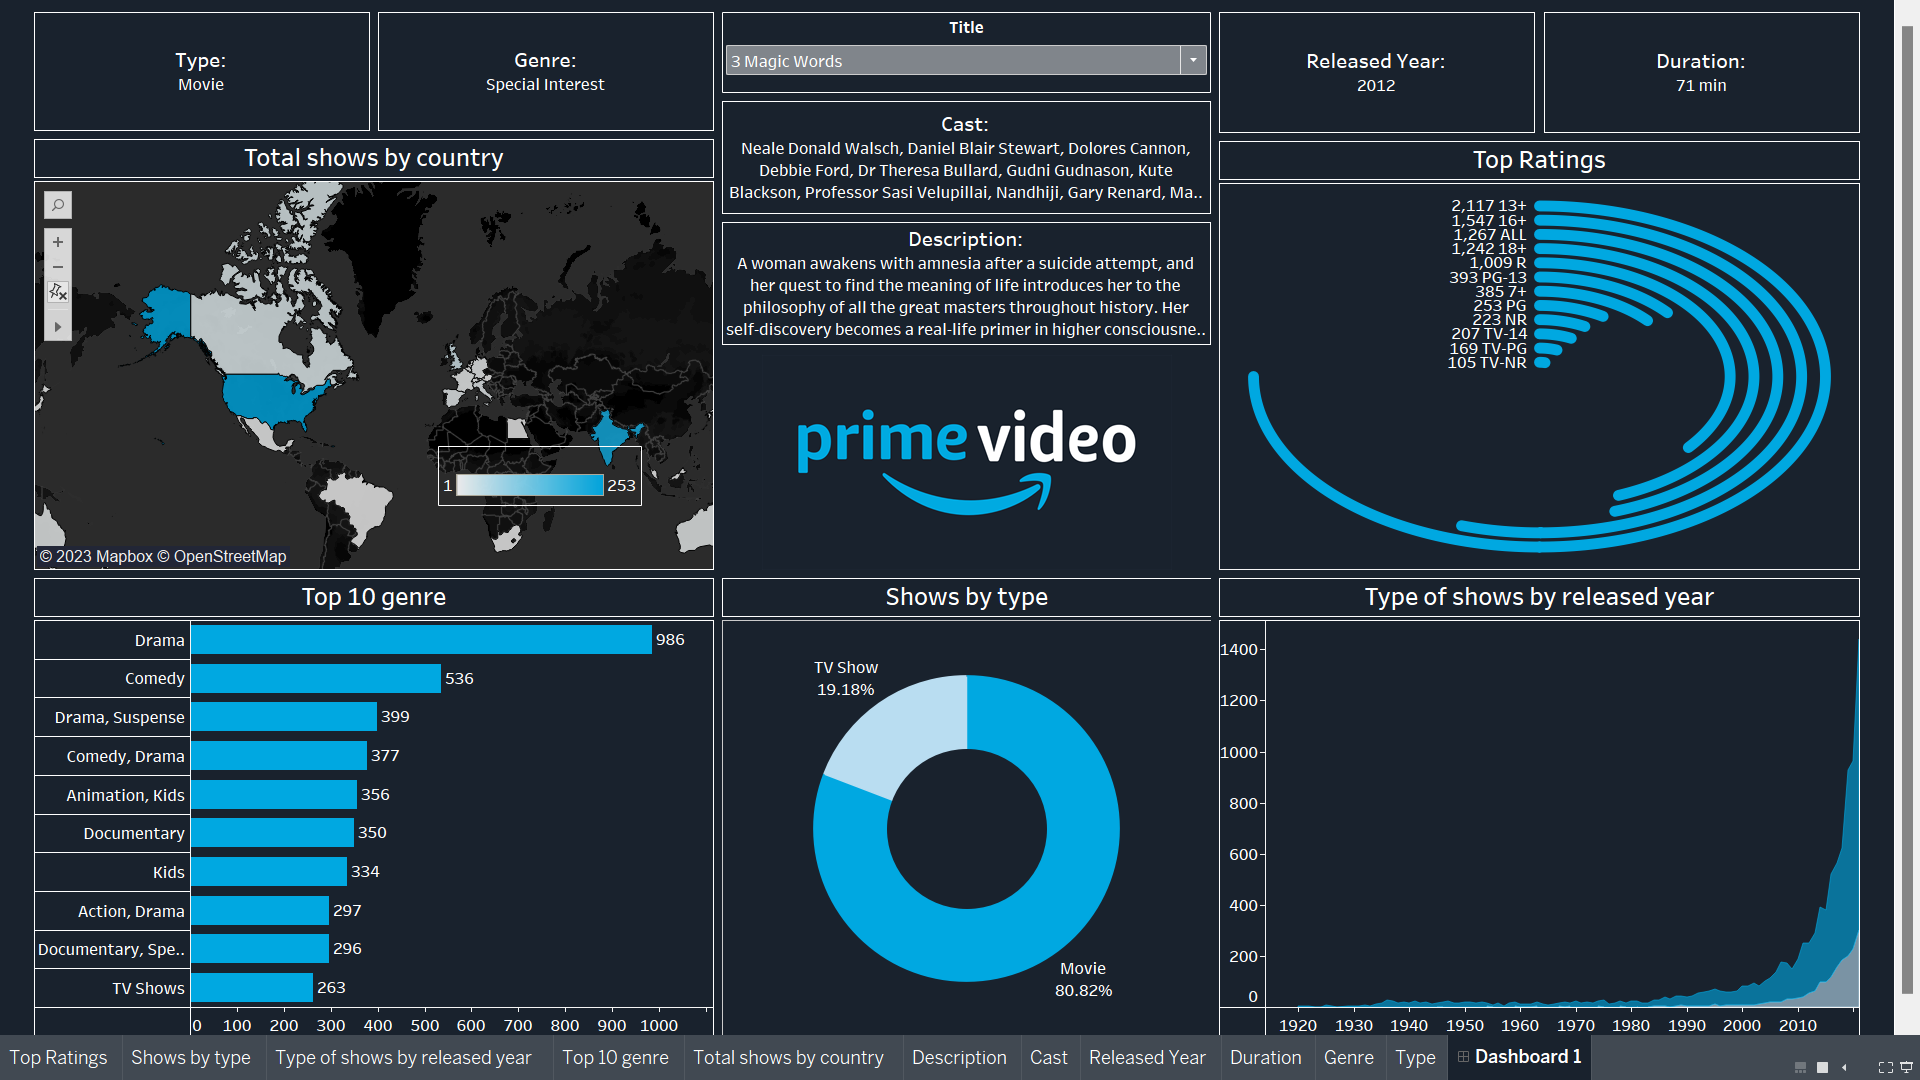 Type:
Movie
Genre:
Special Interest
Title
3 Magic Words
Released Year:
2012
Duration:
71 min
Cast:
Neale Donald Walsch, Daniel Blair Stewart, Dolores Cannon,
Debbie Ford, Dr Theresa Bullard, Gudni Gudnason, Kute
Blackson, Professor Sasi Velupillai, Nandhiji, Gary Renard, Ma..
Description:
A woman awakens with amnesia after a suicide attempt, and
her quest to find the meaning of life introduces her to the
philosophy of all the great masters throughout history. Her
self-discovery becomes a real-life primer in higher consciousne..
prime video
Total shows by country
1 253
© 2023 Mapbox © OpenStreetMap
Top Ratings
2,117 13+
1,547 16+
1,267 ALL
1,242 18+
1,009 R
393 PG-13
385 7+
253 PG
223 NR
207 TV-14
169 TV-PG
105 TV-NR
Top 10 genre
Drama 986
Comedy 536
Drama, Suspense 399
Comedy, Drama 377
Animation, Kids 356
Documentary 350
Kids 334
Action, Drama 297
Documentary, Spe.. 296
TV Shows 263
0 100 200 300 400 500 600 700 800 900 1000
Shows by type
TV Show
19.18%
Movie
80.82%
Type of shows by released year
1400
1200
1000
800
600
400
200
0
1920 1930 1940 1950 1960 1970 1980 1990 2000 2010
Top Ratings Shows by type Type of shows by released year Top 10 genre Total shows by country Description Cast Released Year Duration Genre Type Dashboard 1